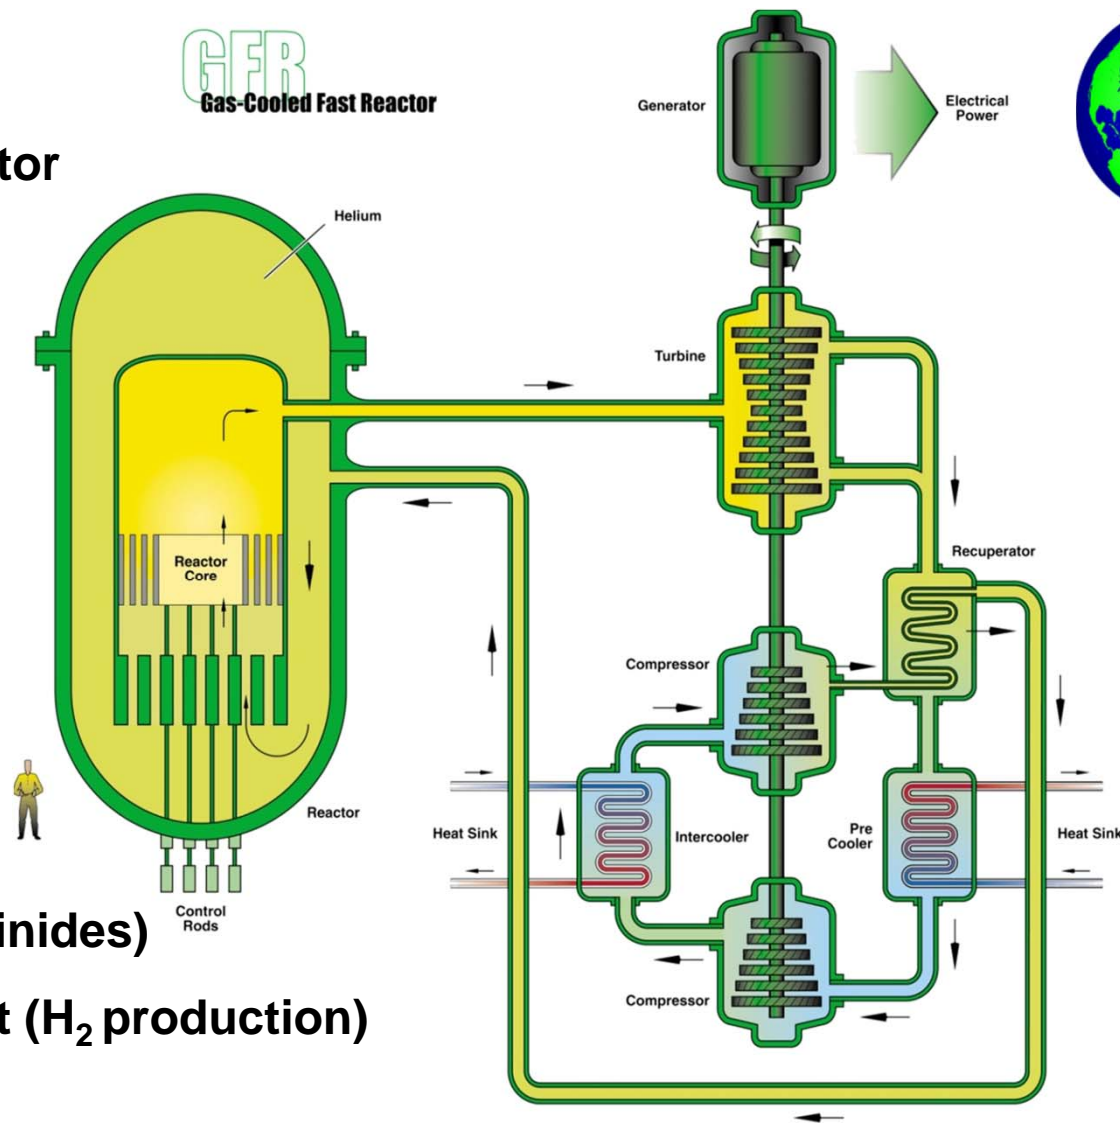 GFR
Gas-Cooled Fast Reactor
tor
Helium
Generator
Electrical
Power
Turbine
Recuperator
Reactor
Core
Compressor
Reactor
Heat Sink
Intercooler
Pre
Cooler
Heat Sink
Control
Rods
inides)
Compressor
t (H₂ production)